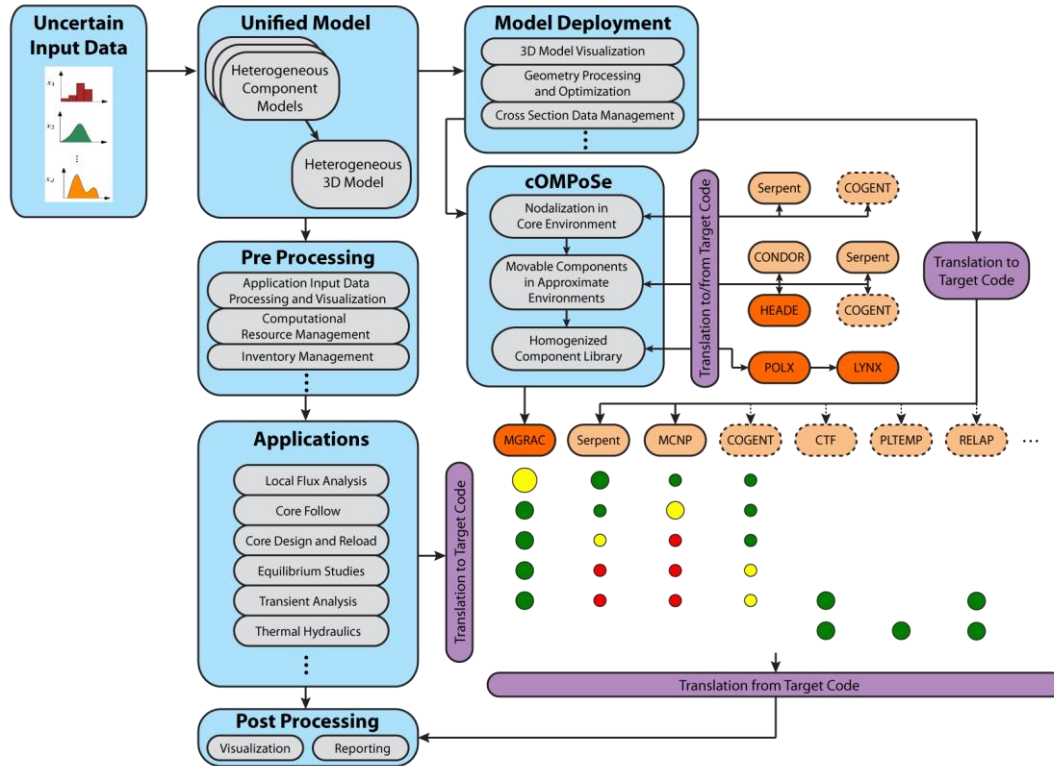 Uncertain
Input Data
x₁
x₂
⋮
x_d
Unified Model
Heterogeneous
Component
Models
Heterogeneous
3D Model
Model Deployment
3D Model Visualization
Geometry Processing
and Optimization
Cross Section Data Management
⋮
cOMPoSe
Nodalization in
Core Environment
Movable Components
in Approximate
Environments
Homogenized
Component Library
Translation to/from Target Code
Serpent
COGENT
CONDOR
Serpent
HEADE
COGENT
POLX
LYNX
Translation to
Target Code
Pre Processing
Application Input Data
Processing and Visualization
Computational
Resource Management
Inventory Management
⋮
Applications
Local Flux Analysis
Core Follow
Core Design and Reload
Equilibrium Studies
Transient Analysis
Thermal Hydraulics
⋮
Translation to Target Code
MGRAC
Serpent
MCNP
COGENT
CTF
PLTEMP
RELAP
...
Translation from Target Code
Post Processing
Visualization
Reporting